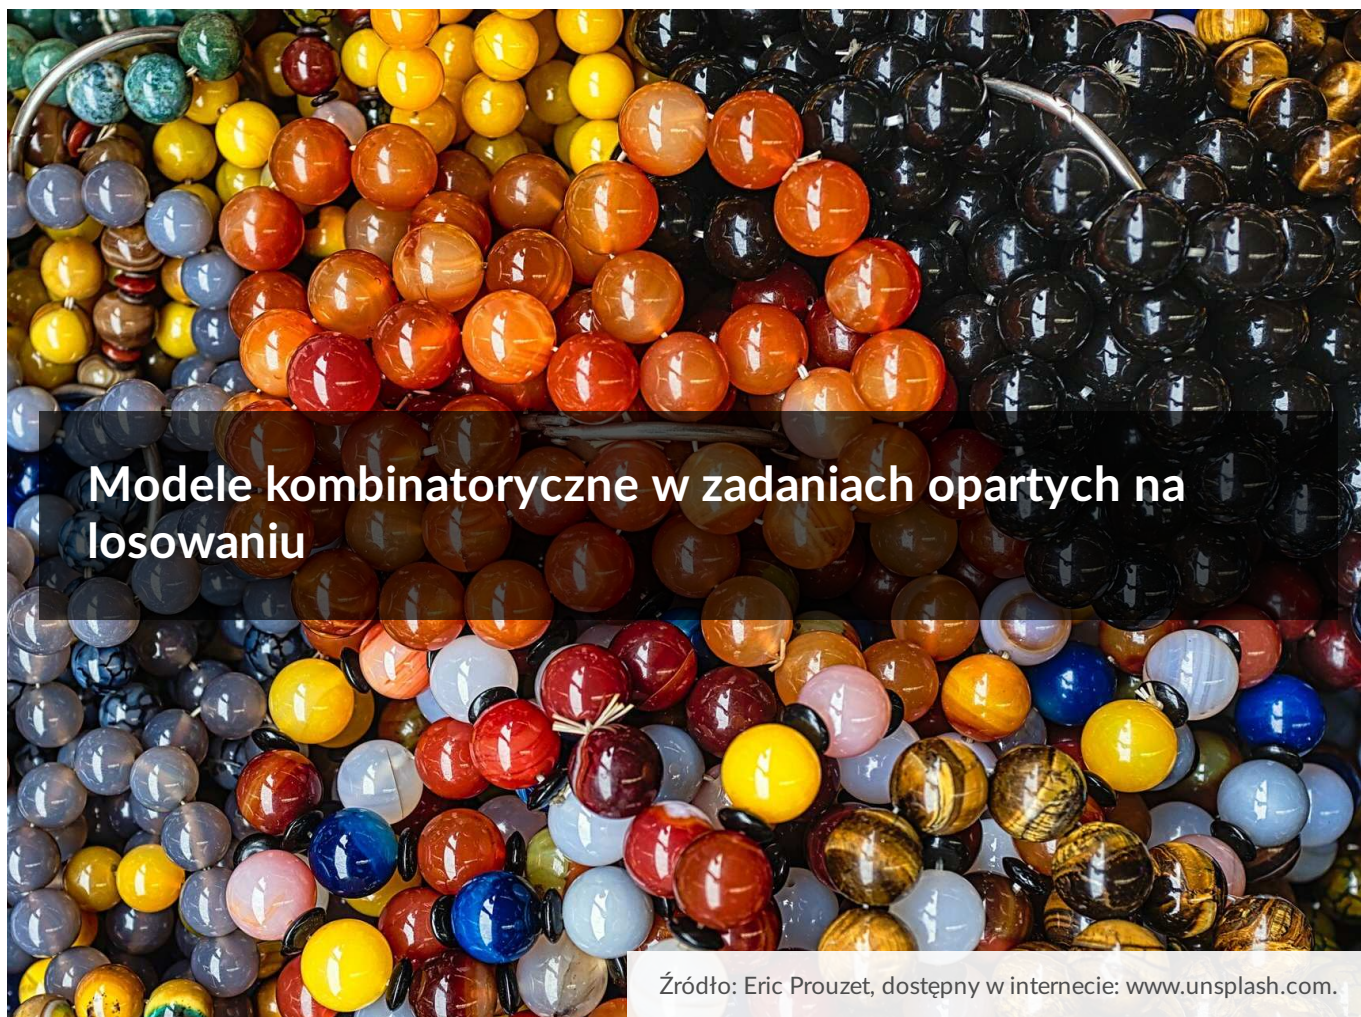 Modele kombinatoryczne w zadaniach opartych na
losowaniu
Źródło: Eric Prouzet, dostępny w internecie: www.unsplash.com.